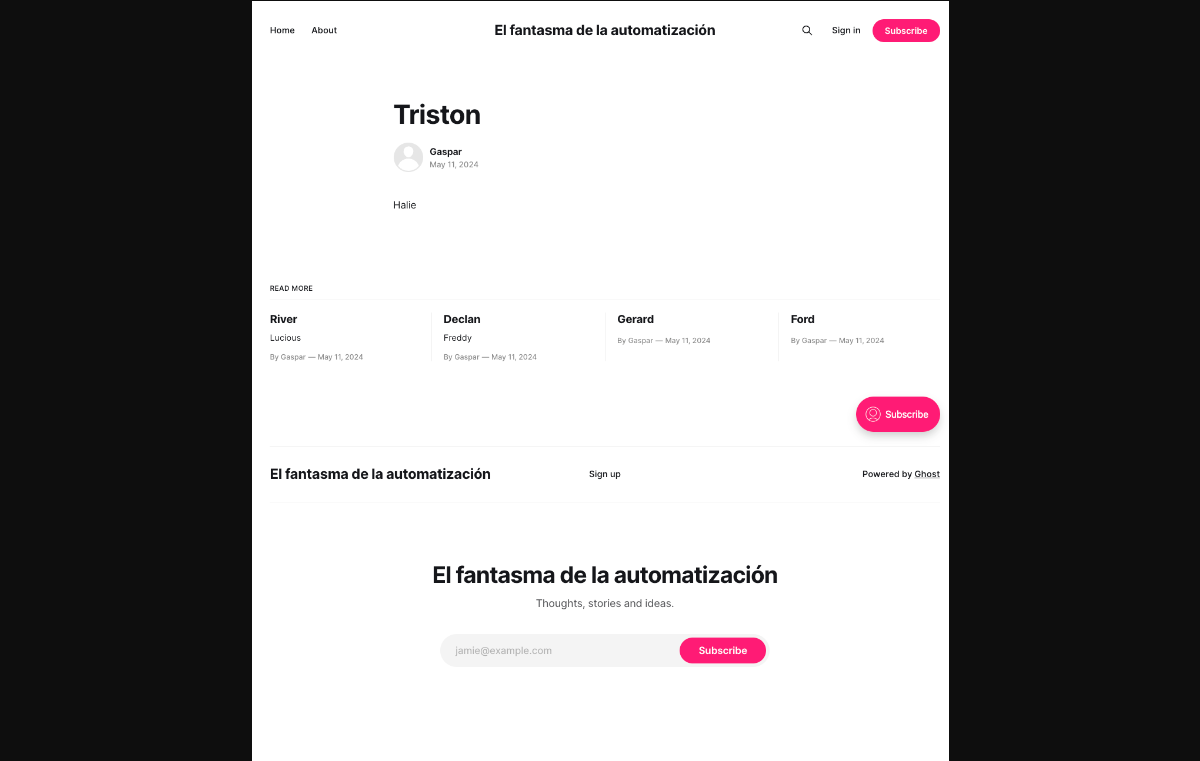 Home About El fantasma de la automatización Sign in Subscribe
Triston
Gaspar
May 11, 2024
Halie
READ MORE
River
Lucious
By Gaspar — May 11, 2024
Declan
Freddy
By Gaspar — May 11, 2024
Gerard
By Gaspar — May 11, 2024
Ford
By Gaspar — May 11, 2024
Subscribe
El fantasma de la automatización Sign up Powered by Ghost
El fantasma de la automatización
Thoughts, stories and ideas.
jamie@example.com Subscribe